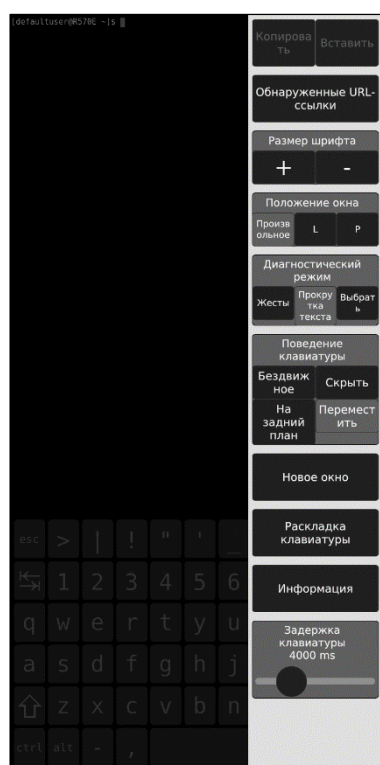 [defaultuser@R570E ~]$
Копирова
ть
Вставить
Обнаруженные URL-
ссылки
Размер шрифта
+ -
Положение окна
Произв
ольное
L P
Диагностический
режим
Жесты
Прокру
тка
текста
Выбрат
ь
Поведение
клавиатуры
Бездвиж
ное
Скрыть
На
задний
план
Перемест
ить
Новое окно
Раскладка
клавиатуры
Информация
Задержка
клавиатуры
4000 ms
esc > | ! " ' _
1 2 3 4 5 6
q w e r t y u
a s d f g h j
z x c v b n
ctrl alt - ,